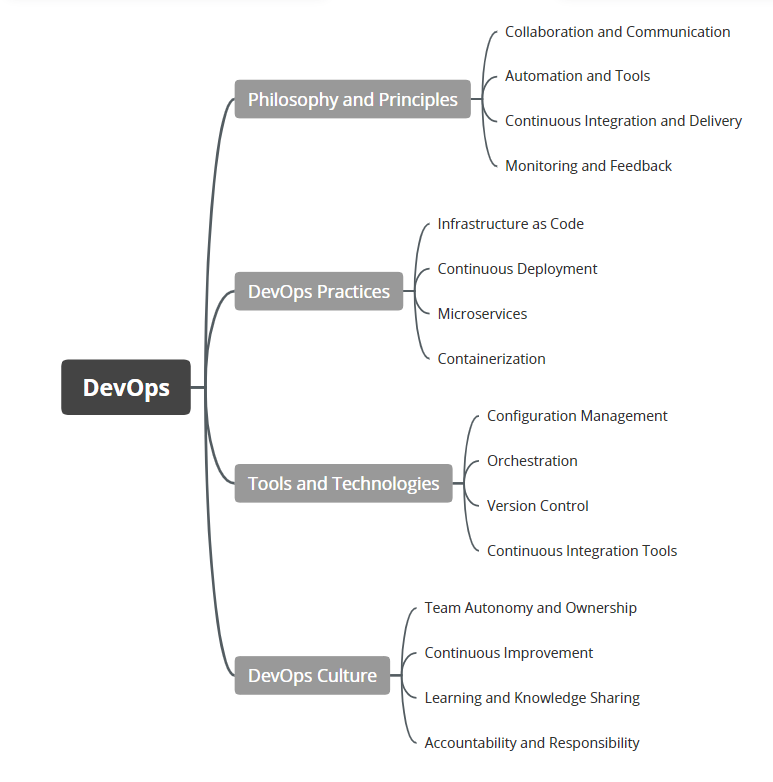 DevOps
Philosophy and Principles
Collaboration and Communication
Automation and Tools
Continuous Integration and Delivery
Monitoring and Feedback
DevOps Practices
Infrastructure as Code
Continuous Deployment
Microservices
Containerization
Tools and Technologies
Configuration Management
Orchestration
Version Control
Continuous Integration Tools
DevOps Culture
Team Autonomy and Ownership
Continuous Improvement
Learning and Knowledge Sharing
Accountability and Responsibility